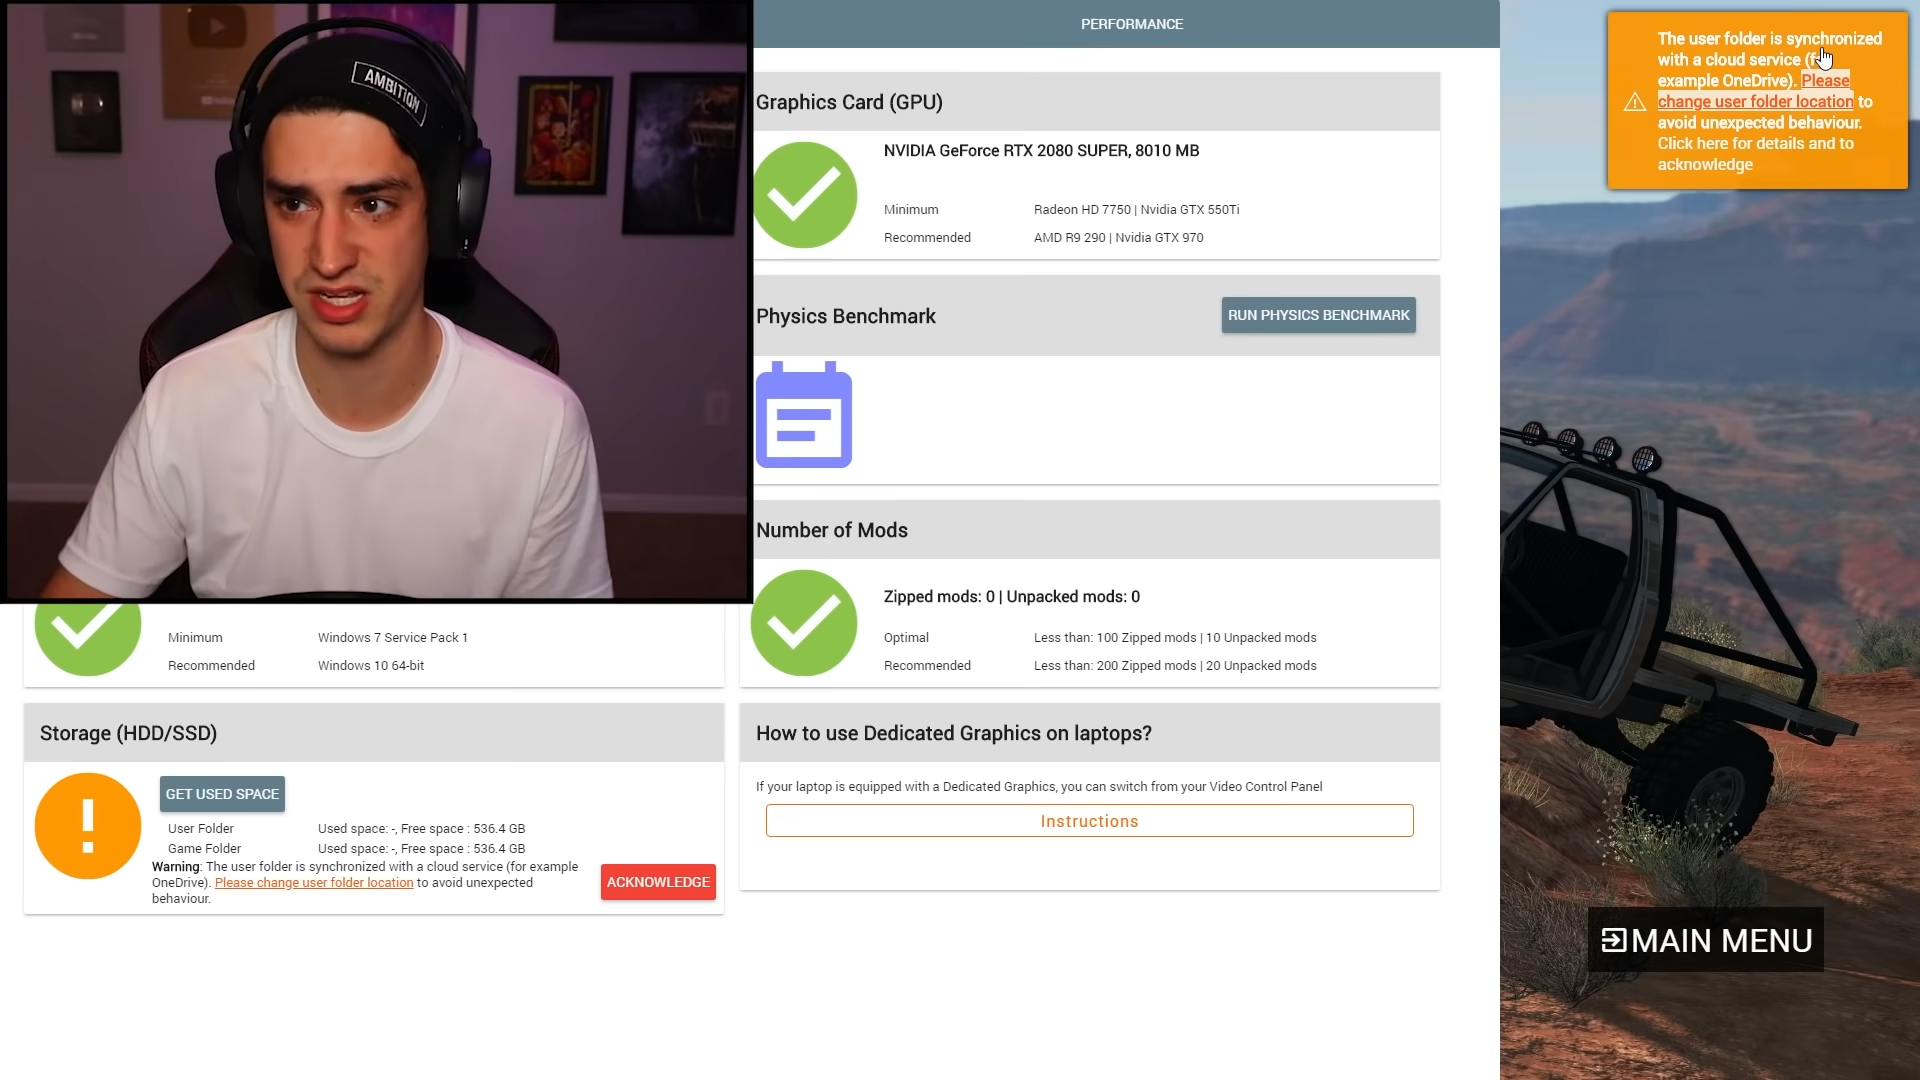 AMBITION
PERFORMANCE
The user folder is synchronized
with a cloud service (for
example OneDrive). Please
change user folder location to
avoid unexpected behaviour.
Click here for details and to
acknowledge
Graphics Card (GPU)
NVIDIA GeForce RTX 2080 SUPER, 8010 MB
Minimum Radeon HD 7750 | Nvidia GTX 550Ti
Recommended AMD R9 290 | Nvidia GTX 970
Physics Benchmark
RUN PHYSICS BENCHMARK
Number of Mods
Zipped mods: 0 | Unpacked mods: 0
Optimal Less than: 100 Zipped mods | 10 Unpacked mods
Recommended Less than: 200 Zipped mods | 20 Unpacked mods
Minimum Windows 7 Service Pack 1
Recommended Windows 10 64-bit
Storage (HDD/SSD)
GET USED SPACE
User Folder Used space: -, Free space : 536.4 GB
Game Folder Used space: -, Free space : 536.4 GB
Warning: The user folder is synchronized with a cloud service (for example
OneDrive). Please change user folder location to avoid unexpected
behaviour.
ACKNOWLEDGE
How to use Dedicated Graphics on laptops?
If your laptop is equipped with a Dedicated Graphics, you can switch from your Video Control Panel
Instructions
MAIN MENU